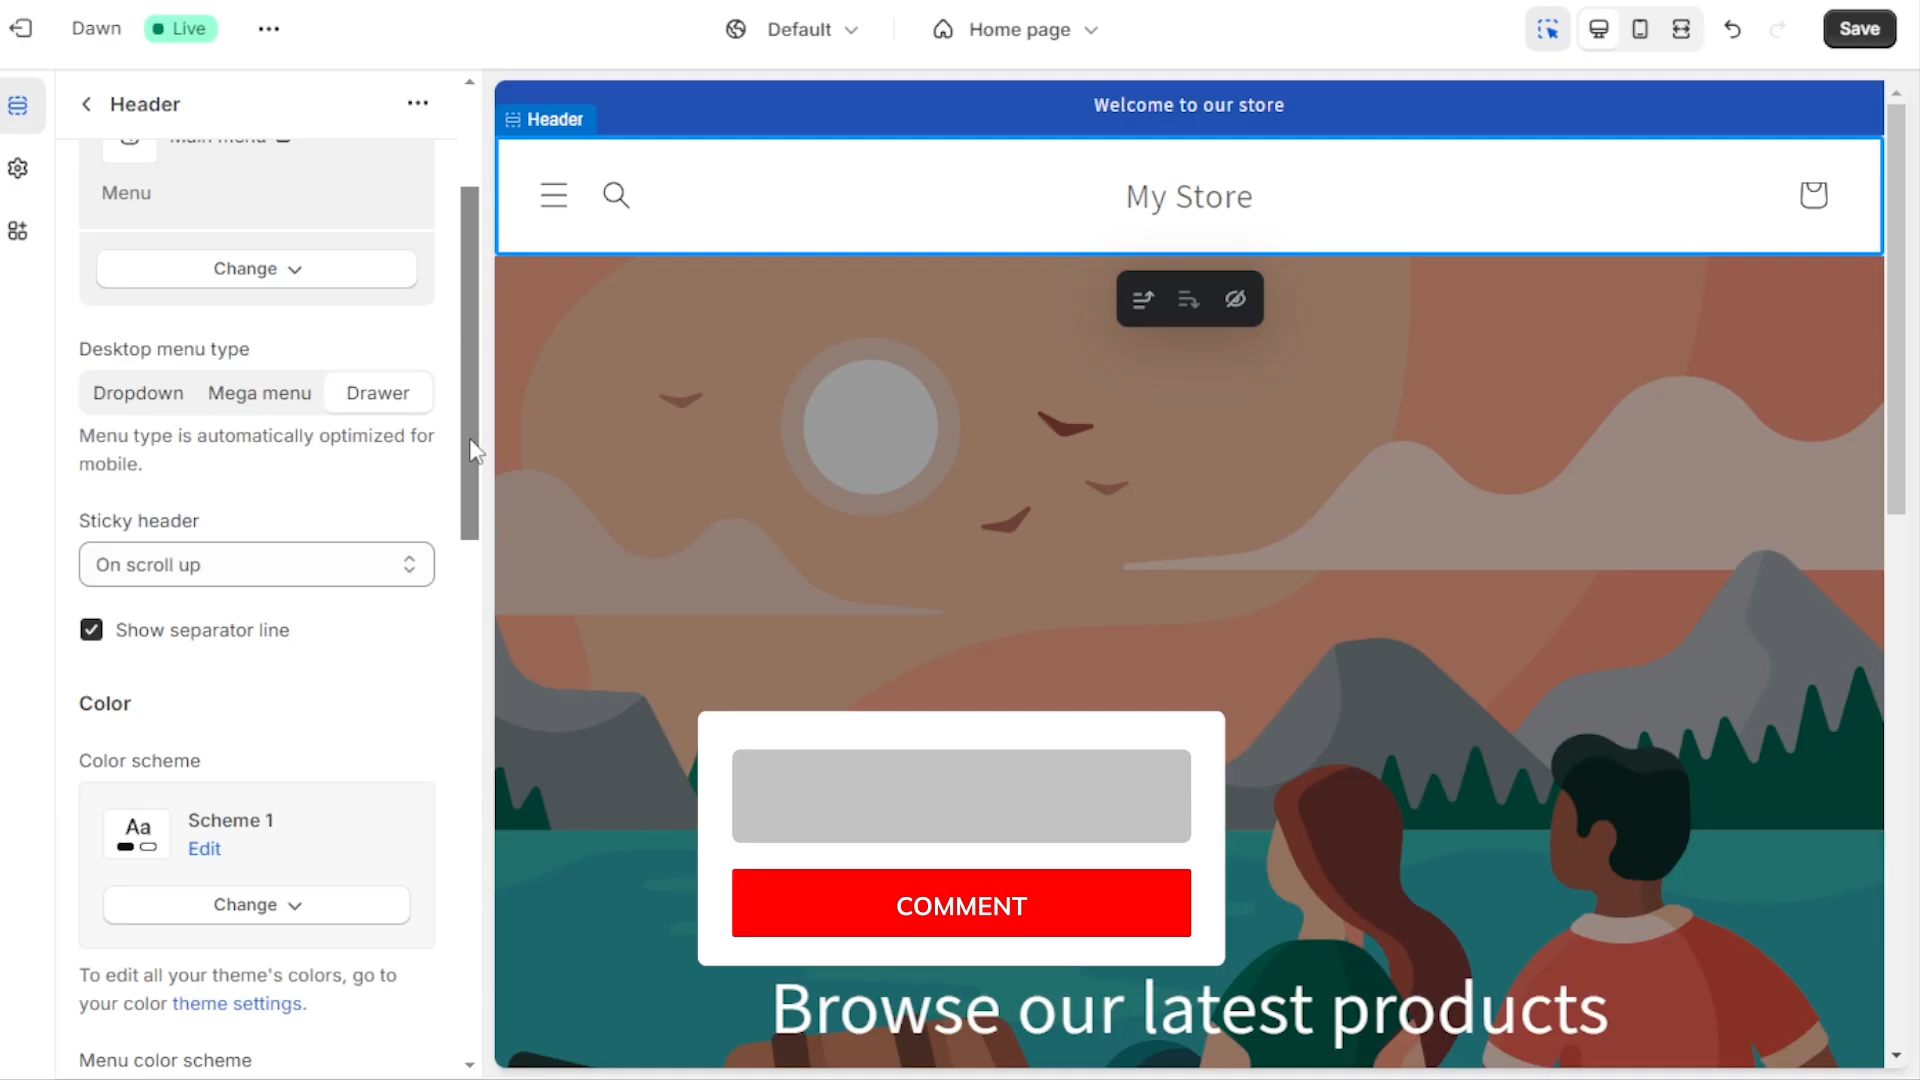 Dawn
Live
Default
Home page
Save
Header
Main menu
Menu
Change
Desktop menu type
Dropdown
Mega menu
Drawer
Menu type is automatically optimized for
mobile.
Sticky header
On scroll up
Show separator line
Color
Color scheme
Aa
Scheme 1
Edit
Change
To edit all your theme's colors, go to
your color theme settings.
Menu color scheme
Welcome to our store
Header
My Store
COMMENT
Browse our latest products